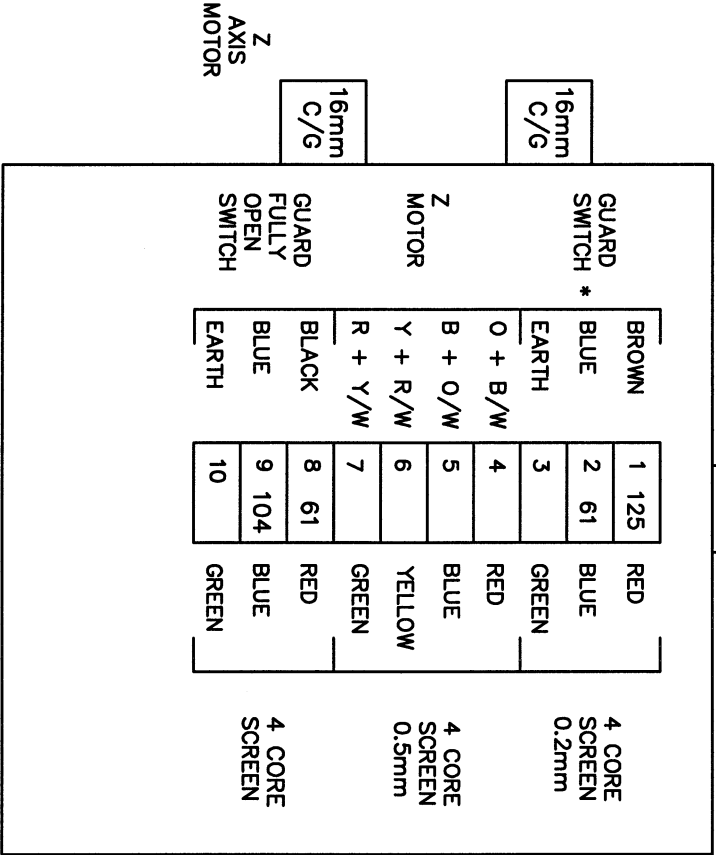 Z
AXIS
MOTOR
16mm
C/G
16mm
C/G
GUARD
SWITCH *
BROWN
1 125
RED
BLUE
2 61
BLUE
EARTH
3
GREEN
4 CORE
SCREEN
0.2mm
Z
MOTOR
O + B/W
4
RED
B + O/W
5
BLUE
Y + R/W
6
YELLOW
R + Y/W
7
GREEN
4 CORE
SCREEN
0.5mm
GUARD
FULLY
OPEN
SWITCH
BLACK
8 61
RED
BLUE
9 104
BLUE
EARTH
10
GREEN
4 CORE
SCREEN